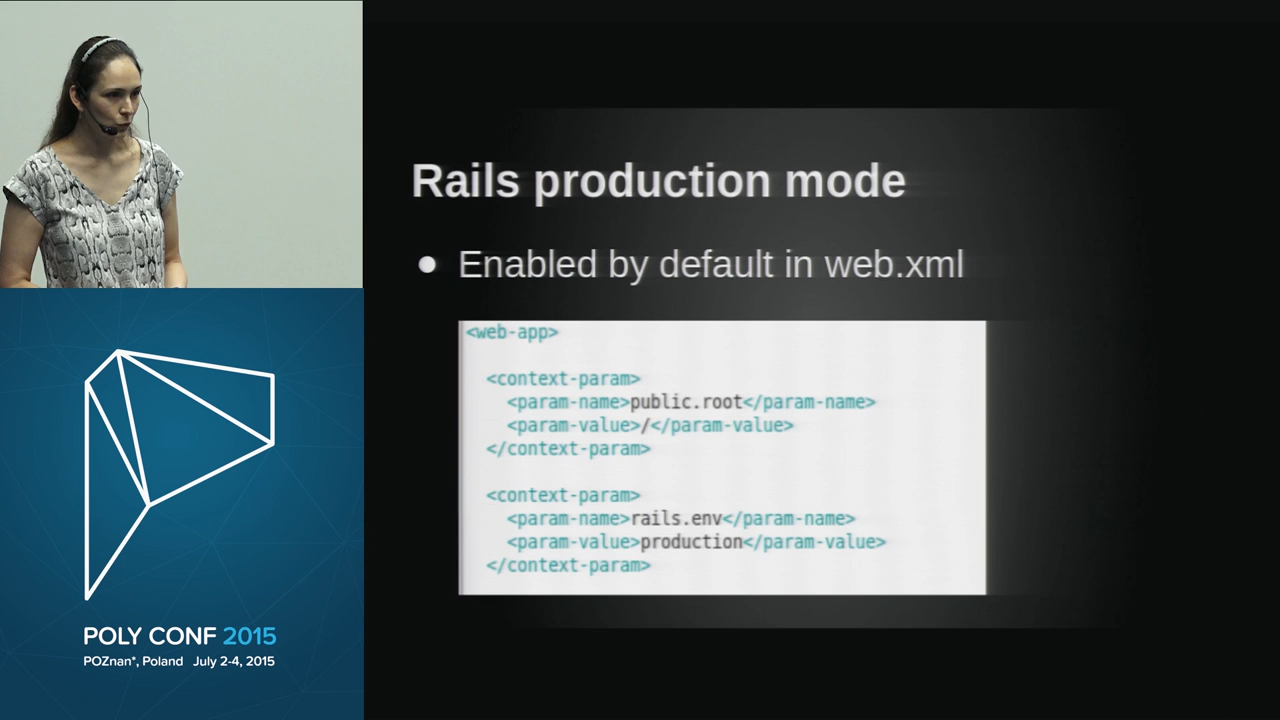 Rails production mode
Enabled by default in web.xml
<web-app>
<context-param>
<param-name>public.root</param-name>
<param-value>/</param-value>
</context-param>
<context-param>
<param-name>rails.env</param-name>
<param-value>production</param-value>
</context-param>
POLY CONF 2015
POZnan*, Poland July 2-4, 2015